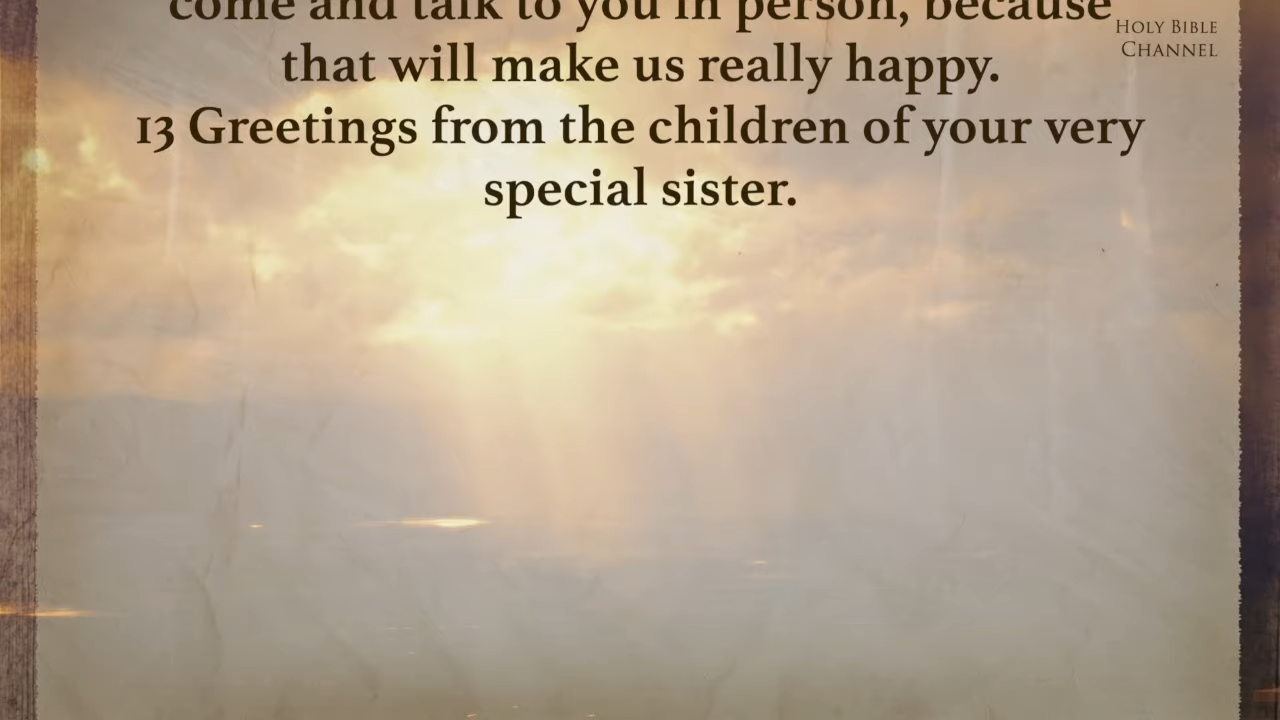 come and talk to you in person, because
that will make us really happy.
13 Greetings from the children of your very
special sister.
HOLY BIBLE
CHANNEL